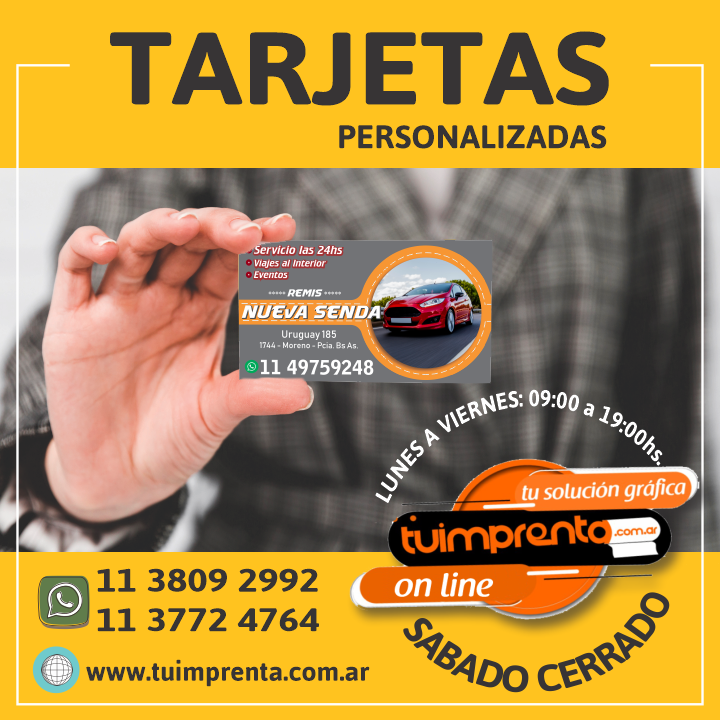 TARJETAS
PERSONALIZADAS
Servicio las 24hs
Viajes al Interior
Eventos
····· REMIS ·····
NUEVA SENDA
Uruguay 185
1744 - Moreno - Pcia. Bs As.
11 49759248
LUNES A VIERNES: 09:00 a 19:00hs.
tu solución gráfica
tuimprenta.com.ar
on line
SABADO CERRADO
11 3809 2992
11 3772 4764
www.tuimprenta.com.ar